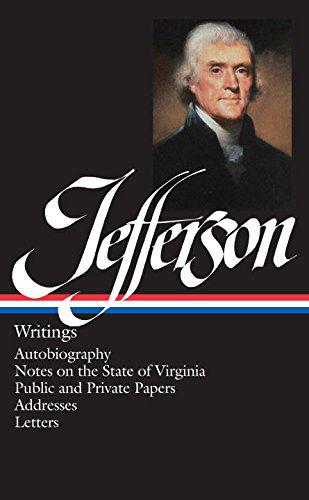 Jefferson
Writings
Autobiography
Notes on the State of Virginia
Public and Private Papers
Addresses
Letters